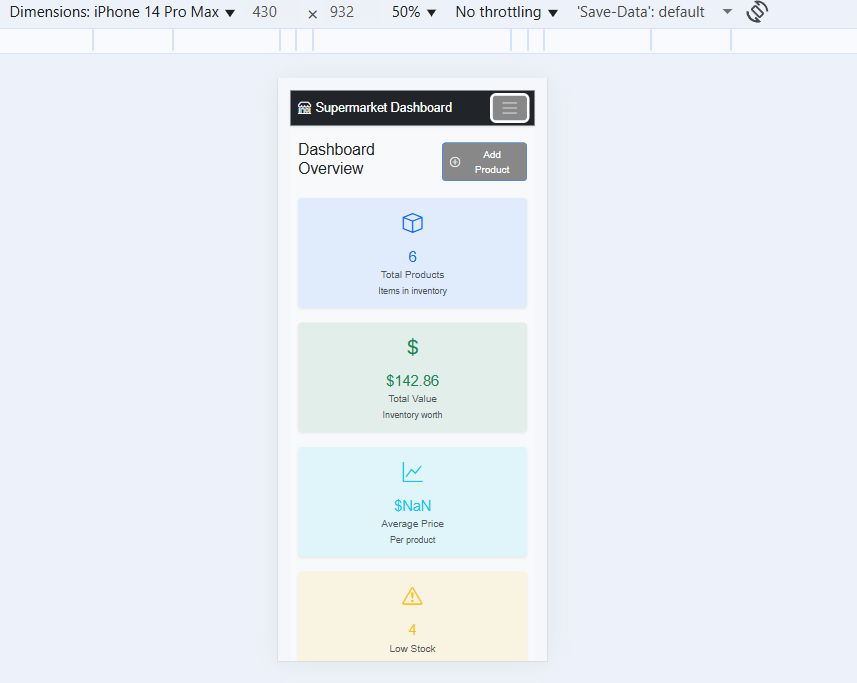 Dimensions: iPhone 14 Pro Max ▼ 430 × 932 50% ▼ No throttling ▼ 'Save-Data': default ▼
Supermarket Dashboard
Dashboard
Overview
Add
Product
6
Total Products
Items in inventory
$
$142.86
Total Value
Inventory worth
$NaN
Average Price
Per product
4
Low Stock